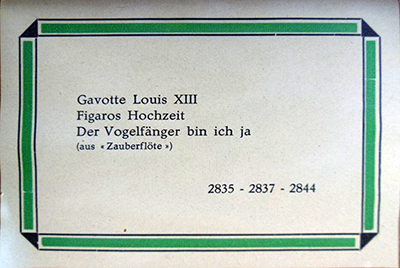 Gavotte Louis XIII
Figaros Hochzeit
Der Vogelfänger bin ich ja
(aus « Zauberflöte »)
2835 - 2837 - 2844